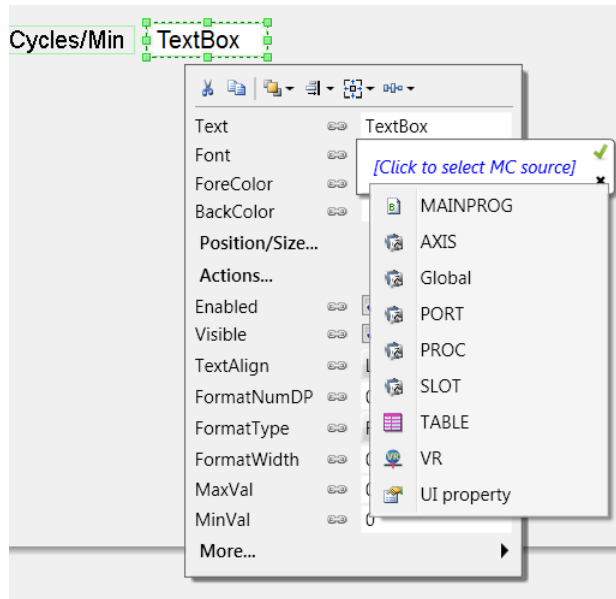 Cycles/Min TextBox
Text TextBox
Font
[Click to select MC source]
ForeColor
BackColor
MAINPROG
AXIS
Position/Size...
Global
Actions...
Enabled
PORT
Visible
PROC
TextAlign
SLOT
FormatNumDP
TABLE
FormatType
FormatWidth
VR
MaxVal
UI property
MinVal 0
More...